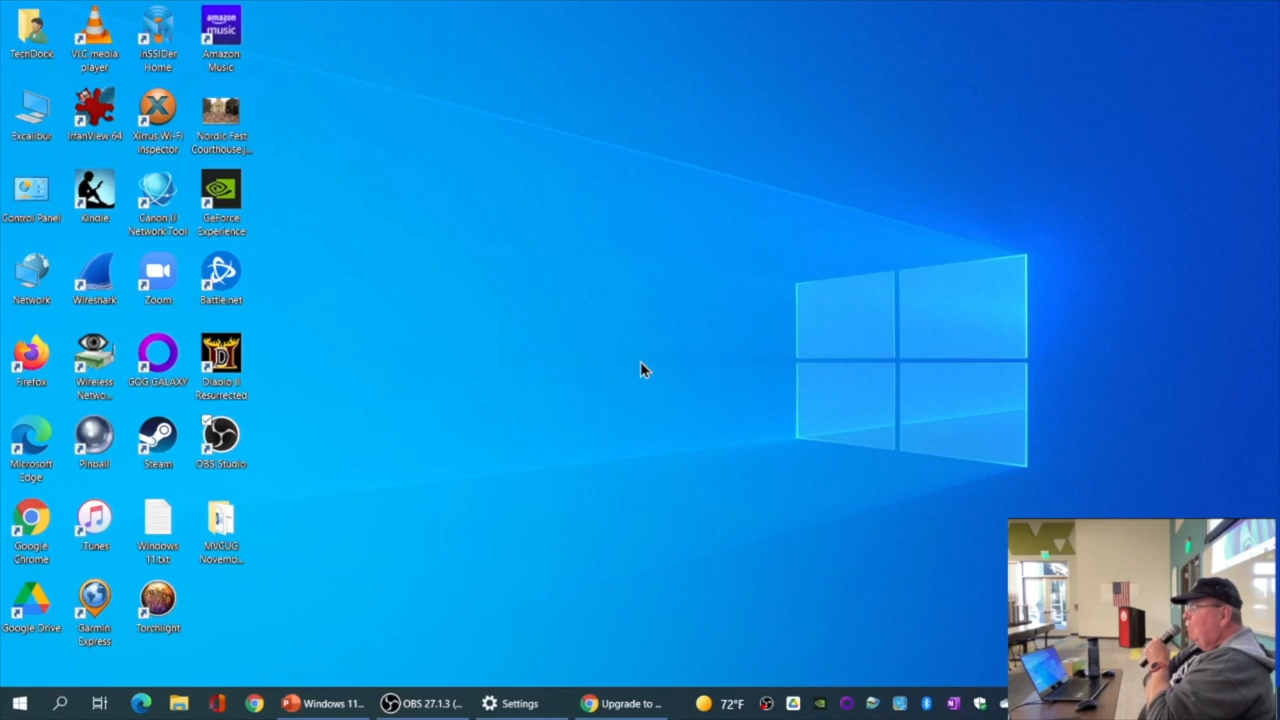 TechDock
VLC media
player
inSSIDer
Home
amazon
music
Amazon
Music
Excalibur
IrfanView 64
Xirrus Wi-Fi
Inspector
Nordic Fest
Courthouse.j...
Control Panel
Kindle
Canon IJ
Network Tool
GeForce
Experience
Network
Wireshark
Zoom
Battle.net
Firefox
Wireless
Netwo...
GOG GALAXY
Diablo II
Resurrected
Microsoft
Edge
Pinball
Steam
OBS Studio
Google
Chrome
iTunes
Windows
11.txt
MVCUG
Novemb...
Google Drive
Garmin
Express
Torchlight
Windows 11...
OBS 27.1.3 (...
Settings
Upgrade to ...
72°F